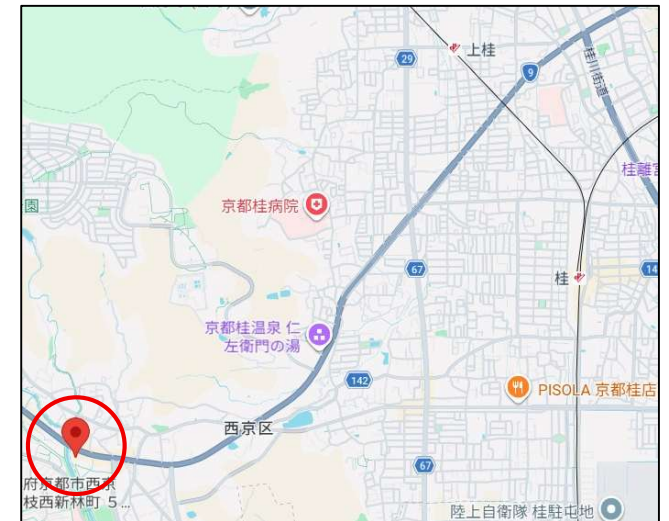 29
上桂
9
桂川街道
桂離宮
園
京都桂病院
67
桂
14
京都桂温泉 仁
左衛門の湯
142
PISOLA 京都桂店
西京区
府京都市西京
枝西新林町 5...
67
陸上自衛隊 桂駐屯地